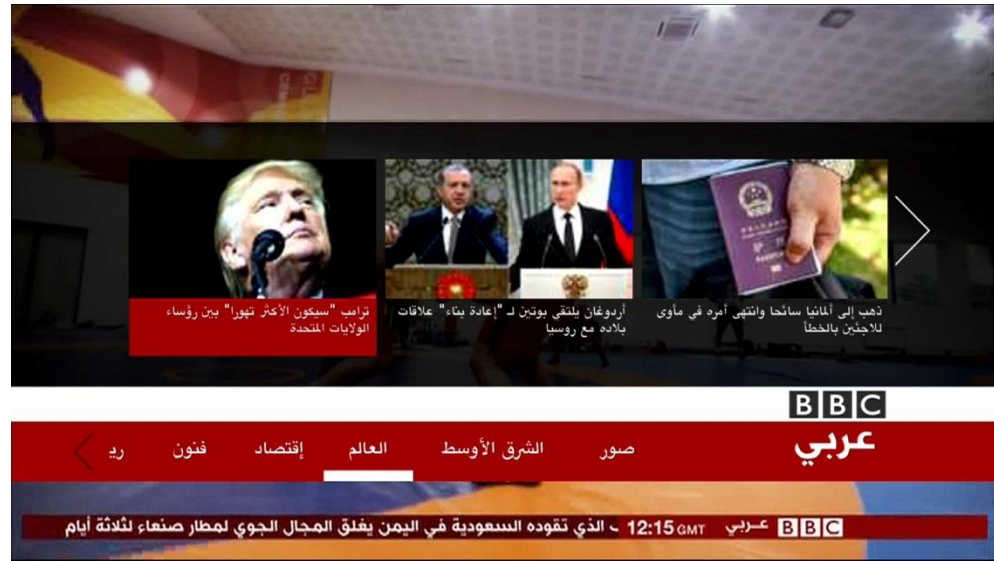 ذهب إلى ألمانيا سائحا وانتهى أمره في مأوى
للاجئين بالخطأ
أردوغان يلتقي بوتين لـ "إعادة بناء" علاقات
بلاده مع روسيا
ترامب "سيكون الأكثر تهورا" بين رؤساء
الولايات المتحدة
BBC
عربي
صور الشرق الأوسط العالم إقتصاد فنون ري
BBC عربي 12:15 GMT الذي تقوده السعودية في اليمن يغلق المجال الجوي لمطار صنعاء لثلاثة أيام